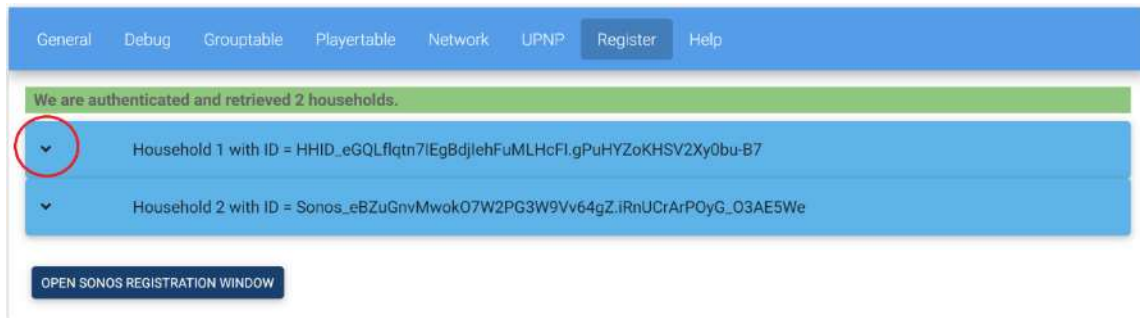 General Debug Grouptable Playertable Network UPNP Register Help
We are authenticated and retrieved 2 households.
Household 1 with ID = HHID_eGQLflqtn7IEgBdjIehFuMLHcFI.gPuHYZoKHSV2Xy0bu-B7
Household 2 with ID = Sonos_eBZuGnvMwokO7W2PG3W9Vv64gZ.iRnUCrArPOyG_O3AE5We
OPEN SONOS REGISTRATION WINDOW